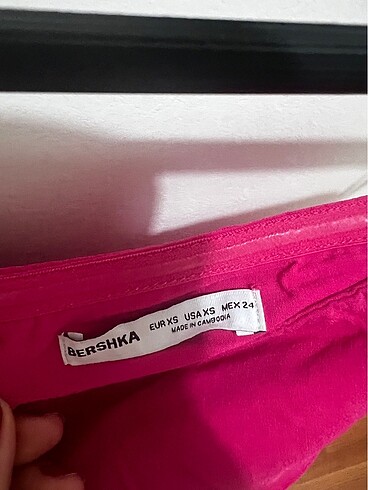 BERSHKA
EUR XS USA XS MEX 24
MADE IN CAMBODIA